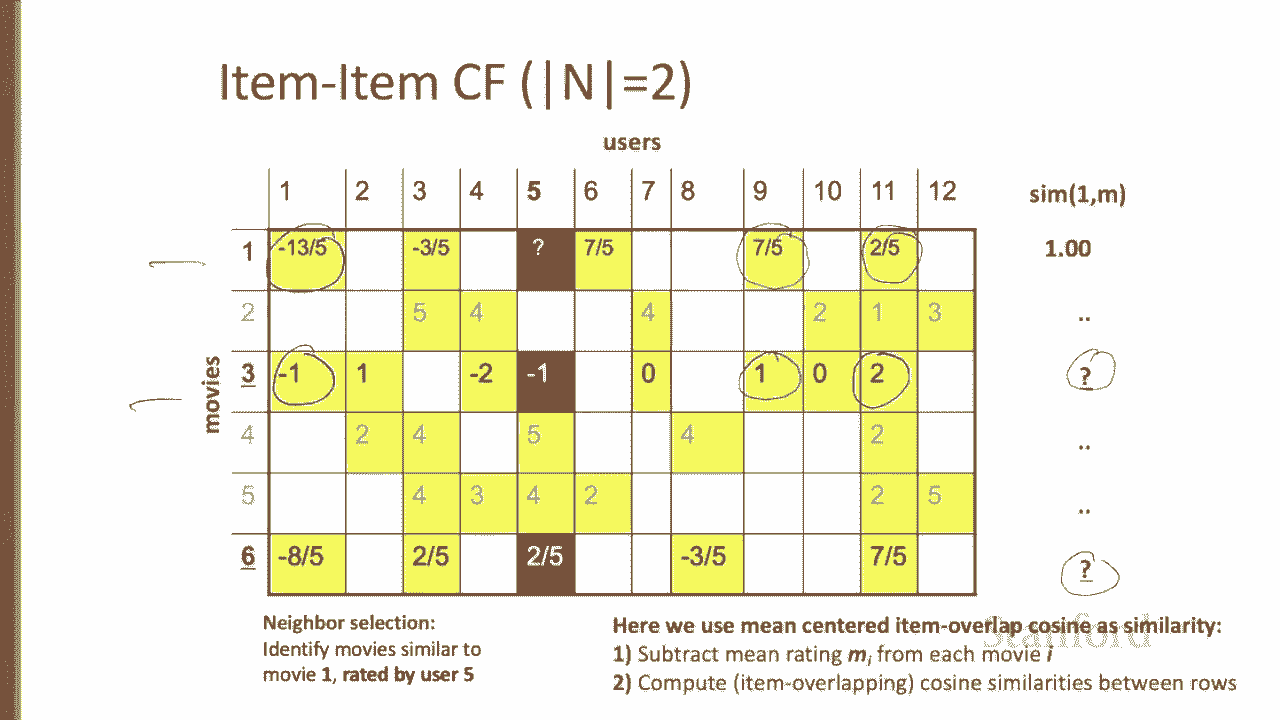 Item-Item CF (|N|=2)
users
1 2 3 4 5 6 7 8 9 10 11 12 sim(1,m)
1 -13/5 -3/5 ? 7/5 7/5 2/5 1.00
2 5 4 4 2 1 3 ..
movies
3 -1 1 -2 -1 0 1 0 2 ?
4 2 4 5 4 2 ..
5 4 3 4 2 2 5 ..
6 -8/5 2/5 2/5 -3/5 7/5 ?
Neighbor selection:
Identify movies similar to
movie 1, rated by user 5
Here we use mean centered item-overlap cosine as similarity:
1) Subtract mean rating mi from each movie i
2) Compute (item-overlapping) cosine similarities between rows
Stanford